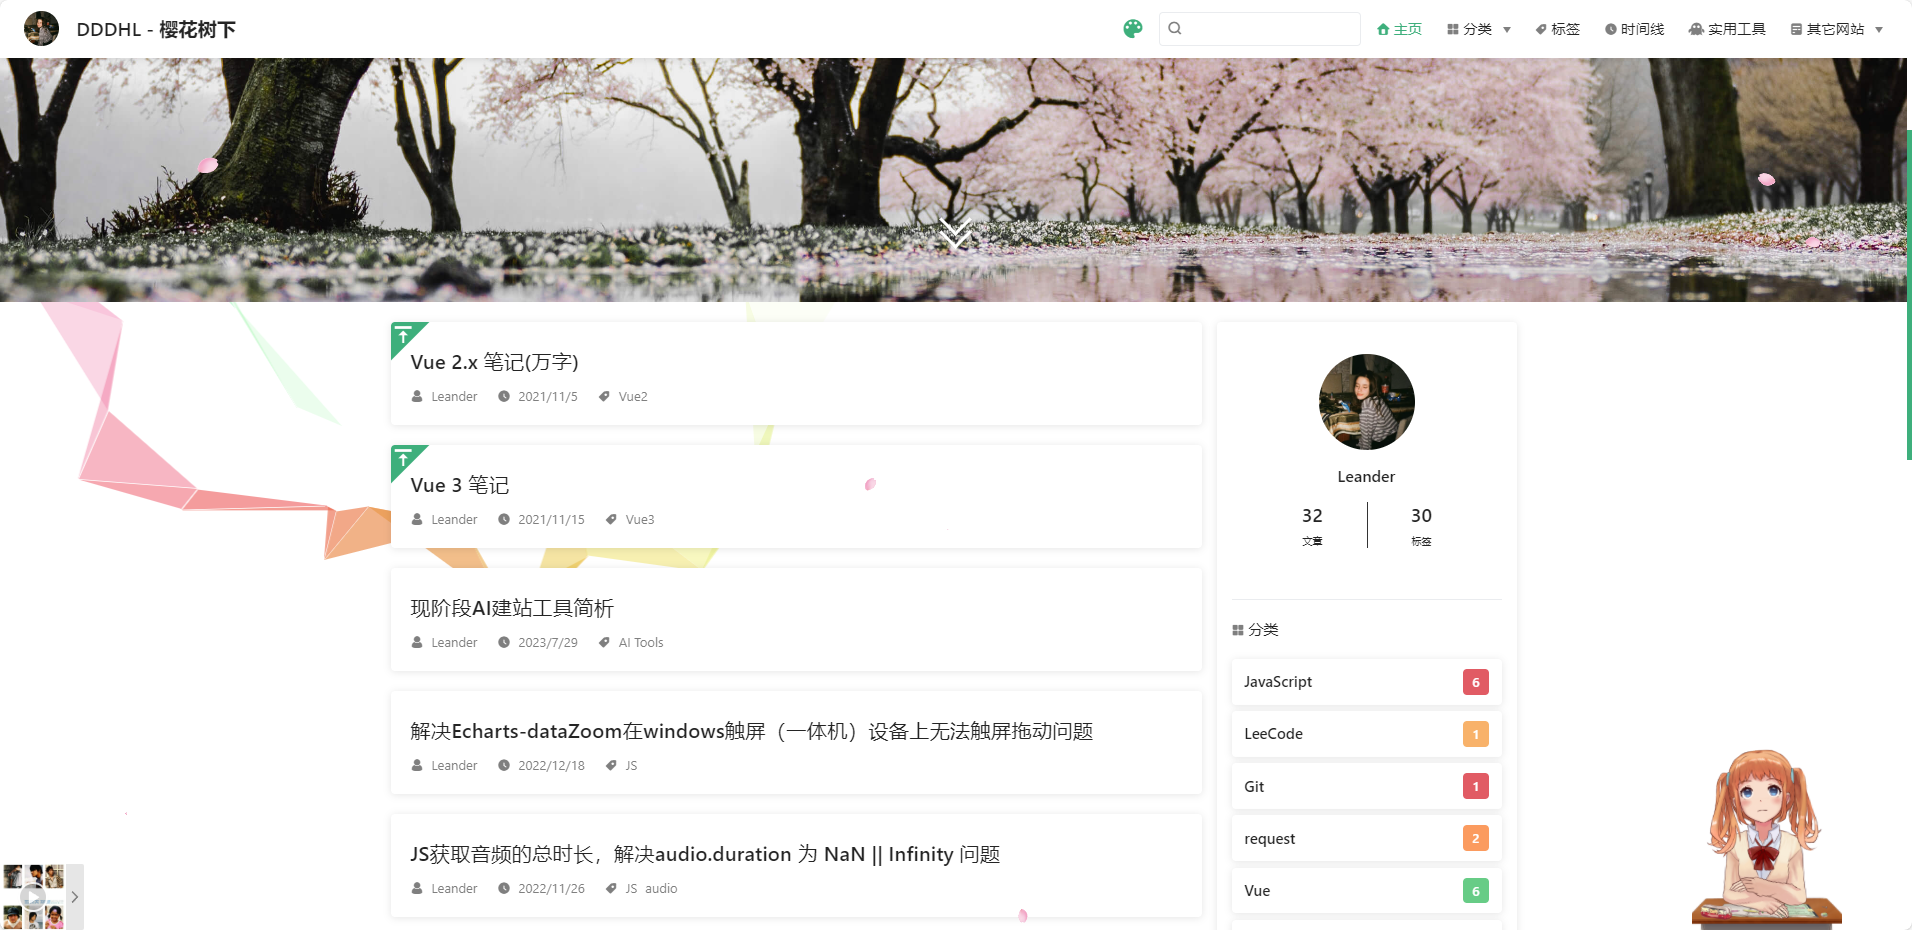 DDDHL - 樱花树下
主页
分类
标签
时间线
实用工具
其它网站
Vue 2.x 笔记(万字)
Leander 2021/11/5 Vue2
Vue 3 笔记
Leander 2021/11/15 Vue3
现阶段AI建站工具简析
Leander 2023/7/29 AI Tools
解决Echarts-dataZoom在windows触屏（一体机）设备上无法触屏拖动问题
Leander 2022/12/18 JS
JS获取音频的总时长，解决audio.duration 为 NaN || Infinity 问题
Leander 2022/11/26 JS audio
Leander
32 30
文章 标签
分类
JavaScript 6
LeeCode 1
Git 1
request 2
Vue 6